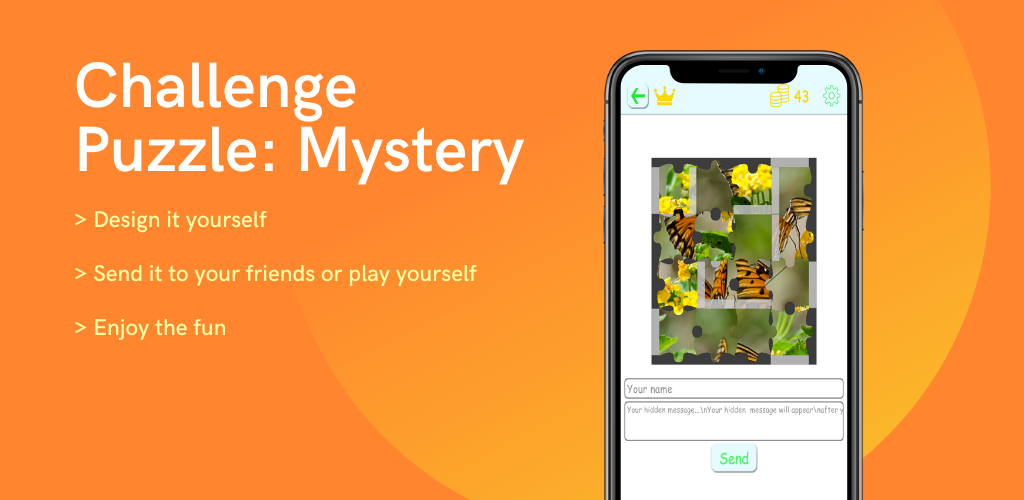 Challenge
Puzzle: Mystery
> Design it yourself
> Send it to your friends or play yourself
> Enjoy the fun
43
Your name
Your hidden message...\nYour hidden message will appear\nafter y
Send